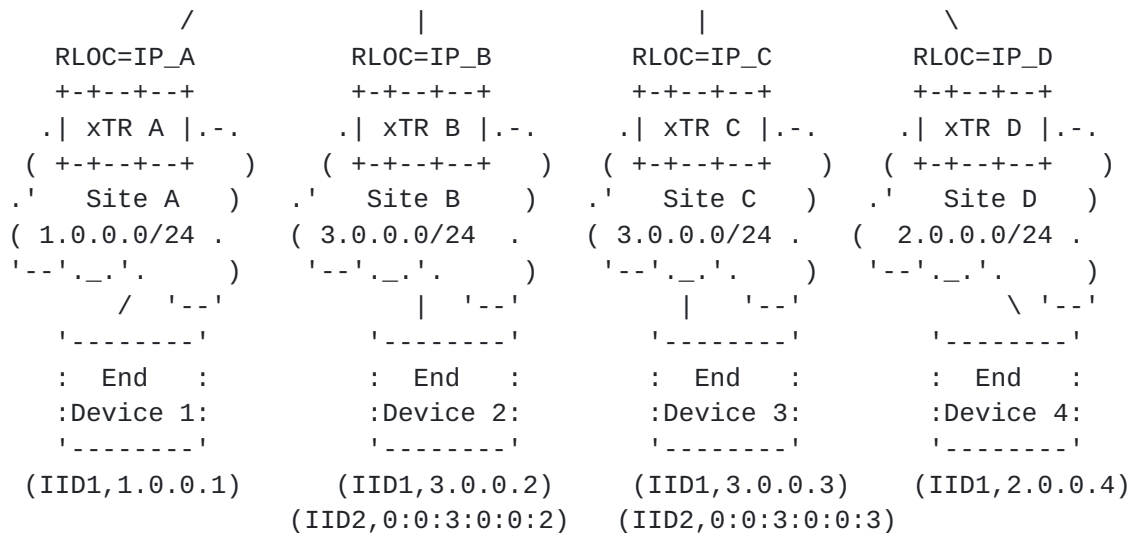 /                |                   |                 \
   RLOC=IP_A           RLOC=IP_B           RLOC=IP_C          RLOC=IP_D
   +-+--+--+           +-+--+--+           +-+--+--+          +-+--+--+
  .| xTR A |.-.       .| xTR B |.-.       .| xTR C |.-.      .| xTR D |.-.
 ( +-+--+--+   )     ( +-+--+--+   )     ( +-+--+--+   )    ( +-+--+--+   )
.'   Site A   )    .'   Site B    )    .'   Site C   )   .'   Site D   )
( 1.0.0.0/24 .     ( 3.0.0.0/24  .     ( 3.0.0.0/24 .    (  2.0.0.0/24 .
'--'._.'.     )     '--'._.'.     )     '--'._.'.     )   '--'._.'.     )
       /  '--'              |  '--'            |   '--'            \ '--'
   '--------'           '--------'         '--------'         '--------'
   :  End   :           :  End   :         :  End   :         :  End   :
   :Device 1:           :Device 2:         :Device 3:         :Device 4:
   '--------'           '--------'         '--------'         '--------'
 (IID1,1.0.0.1)       (IID1,3.0.0.2)      (IID1,3.0.0.3)     (IID1,2.0.0.4)
                   (IID2,0:0:3:0:0:2)   (IID2,0:0:3:0:0:3)